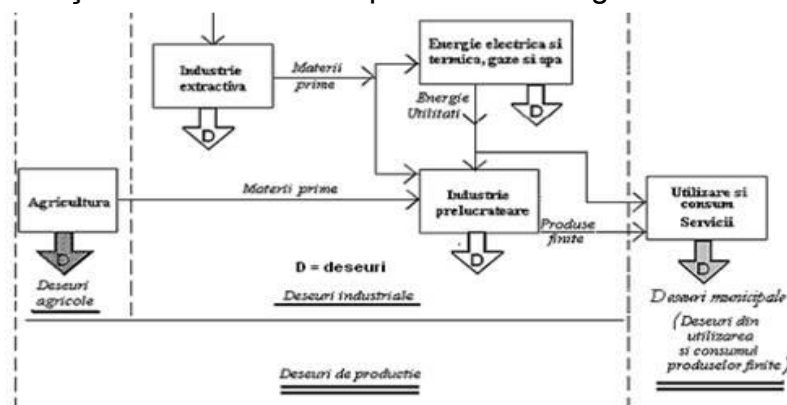 Industrie
extractiva
Materii
prime
Energie electrica si
termica, gaze si apa
D
Energie
Utilitati
D
Agricultura
Materii prime
Industrie
prelucrateare
Utilizare si
consum
Servicii
Produse
finite
D
D
D
D = deseuri
Deseuri
agricole
Deseuri industriale
Deseuri municipale
(Deseuri din
utilizarea
si consumul
produselor finite)
Deseuri de productie